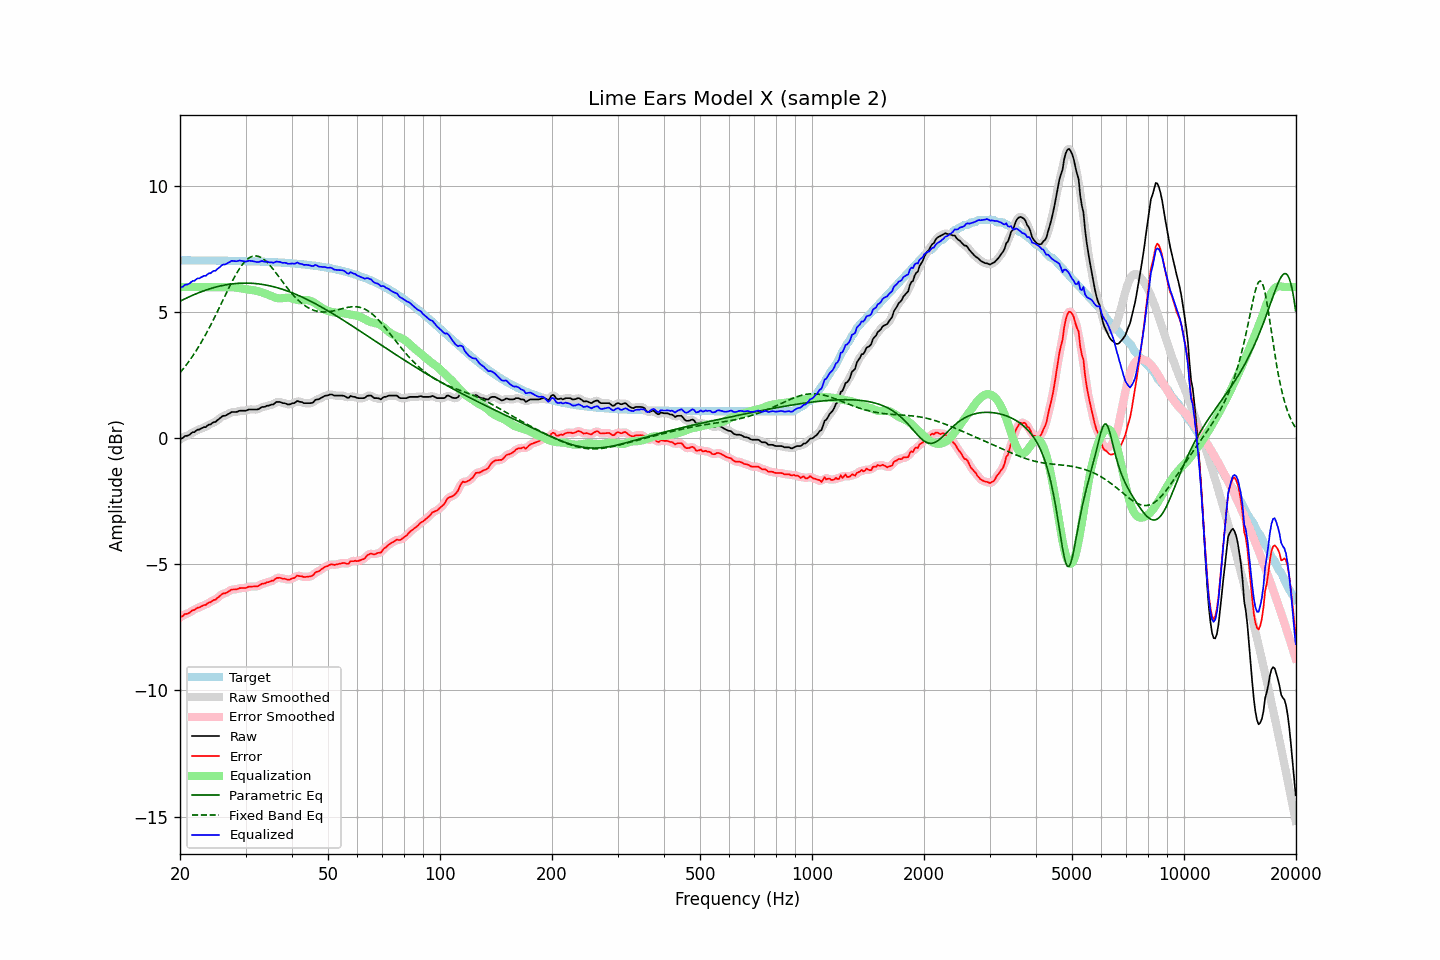 Lime Ears Model X (sample 2)
Amplitude (dBr)
10
5
0
−5
−10
−15
Target
Raw Smoothed
Error Smoothed
Raw
Error
Equalization
Parametric Eq
Fixed Band Eq
Equalized
20 50 100 200 500 1000 2000 5000 10000 20000
Frequency (Hz)